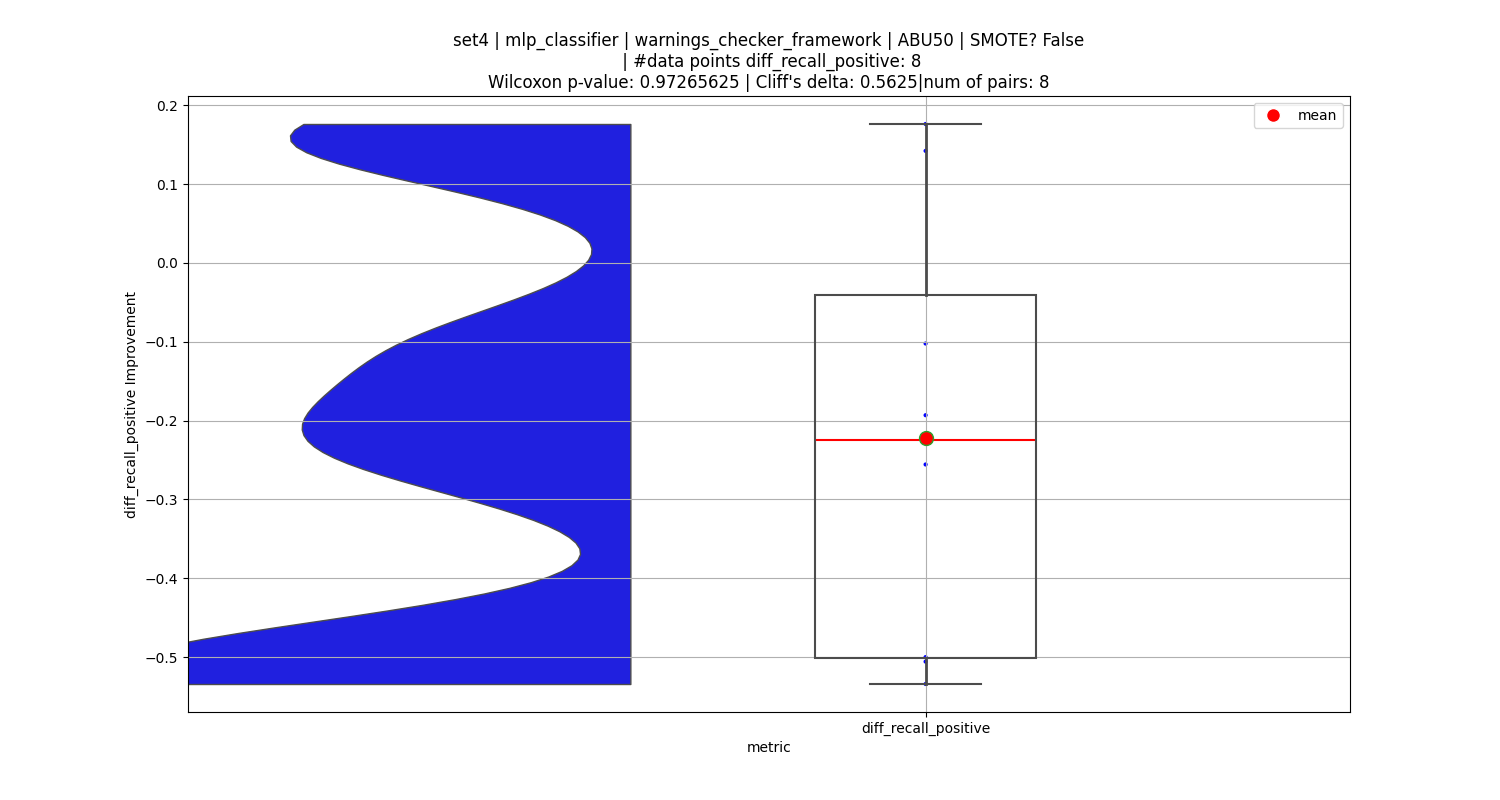 set4 | mlp_classifier | warnings_checker_framework | ABU50 | SMOTE? False
| #data points diff_recall_positive: 8
Wilcoxon p-value: 0.97265625 | Cliff's delta: 0.5625|num of pairs: 8
mean
0.2
0.1
0.0
−0.1
−0.2
−0.3
−0.4
−0.5
diff_recall_positive Improvement
diff_recall_positive
metric